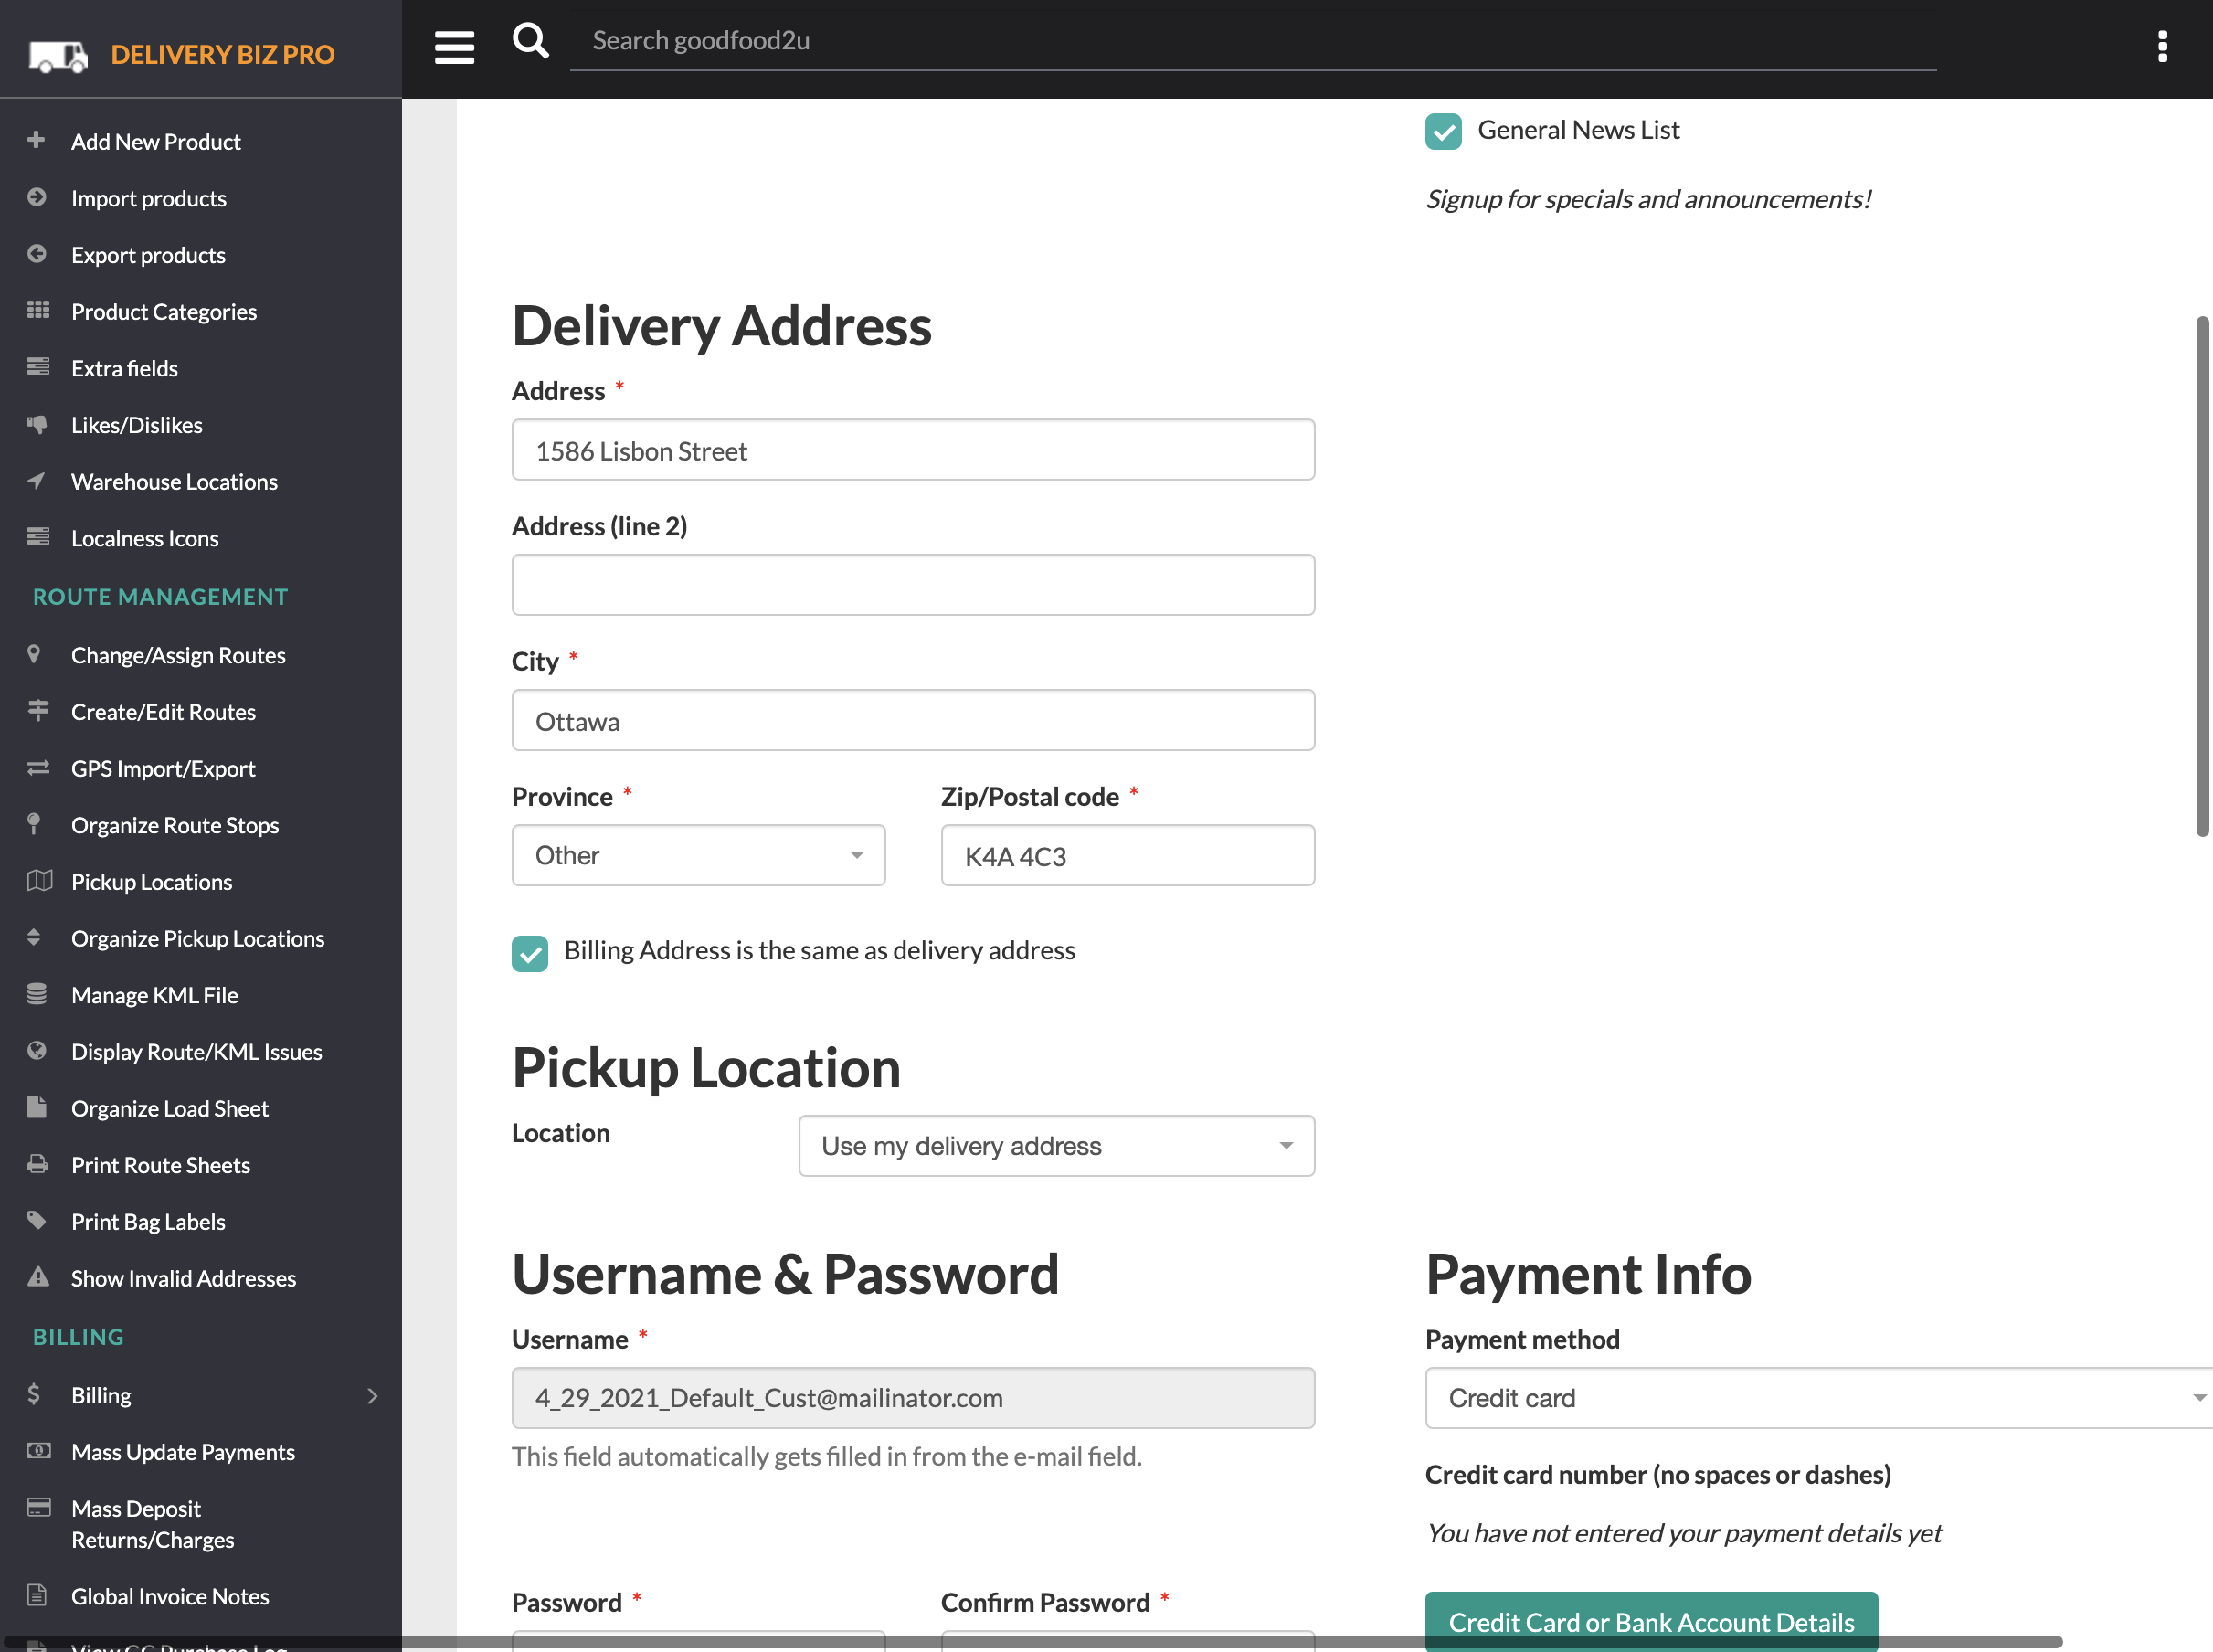 DELIVERY BIZ PRO
Search goodfood2u
Add New Product
Import products
Export products
Product Categories
Extra fields
Likes/Dislikes
Warehouse Locations
Localness Icons
ROUTE MANAGEMENT
Change/Assign Routes
Create/Edit Routes
GPS Import/Export
Organize Route Stops
Pickup Locations
Organize Pickup Locations
Manage KML File
Display Route/KML Issues
Organize Load Sheet
Print Route Sheets
Print Bag Labels
Show Invalid Addresses
BILLING
Billing
Mass Update Payments
Mass Deposit
Returns/Charges
Global Invoice Notes
View GC Purchase Log
General News List
Signup for specials and announcements!
Delivery Address
Address *
1586 Lisbon Street
Address (line 2)
City *
Ottawa
Province *
Other
Zip/Postal code *
K4A 4C3
Billing Address is the same as delivery address
Pickup Location
Location
Use my delivery address
Username & Password
Username *
4_29_2021_Default_Cust@mailinator.com
This field automatically gets filled in from the e-mail field.
Password *
Confirm Password *
Payment Info
Payment method
Credit card
Credit card number (no spaces or dashes)
You have not entered your payment details yet
Credit Card or Bank Account Details